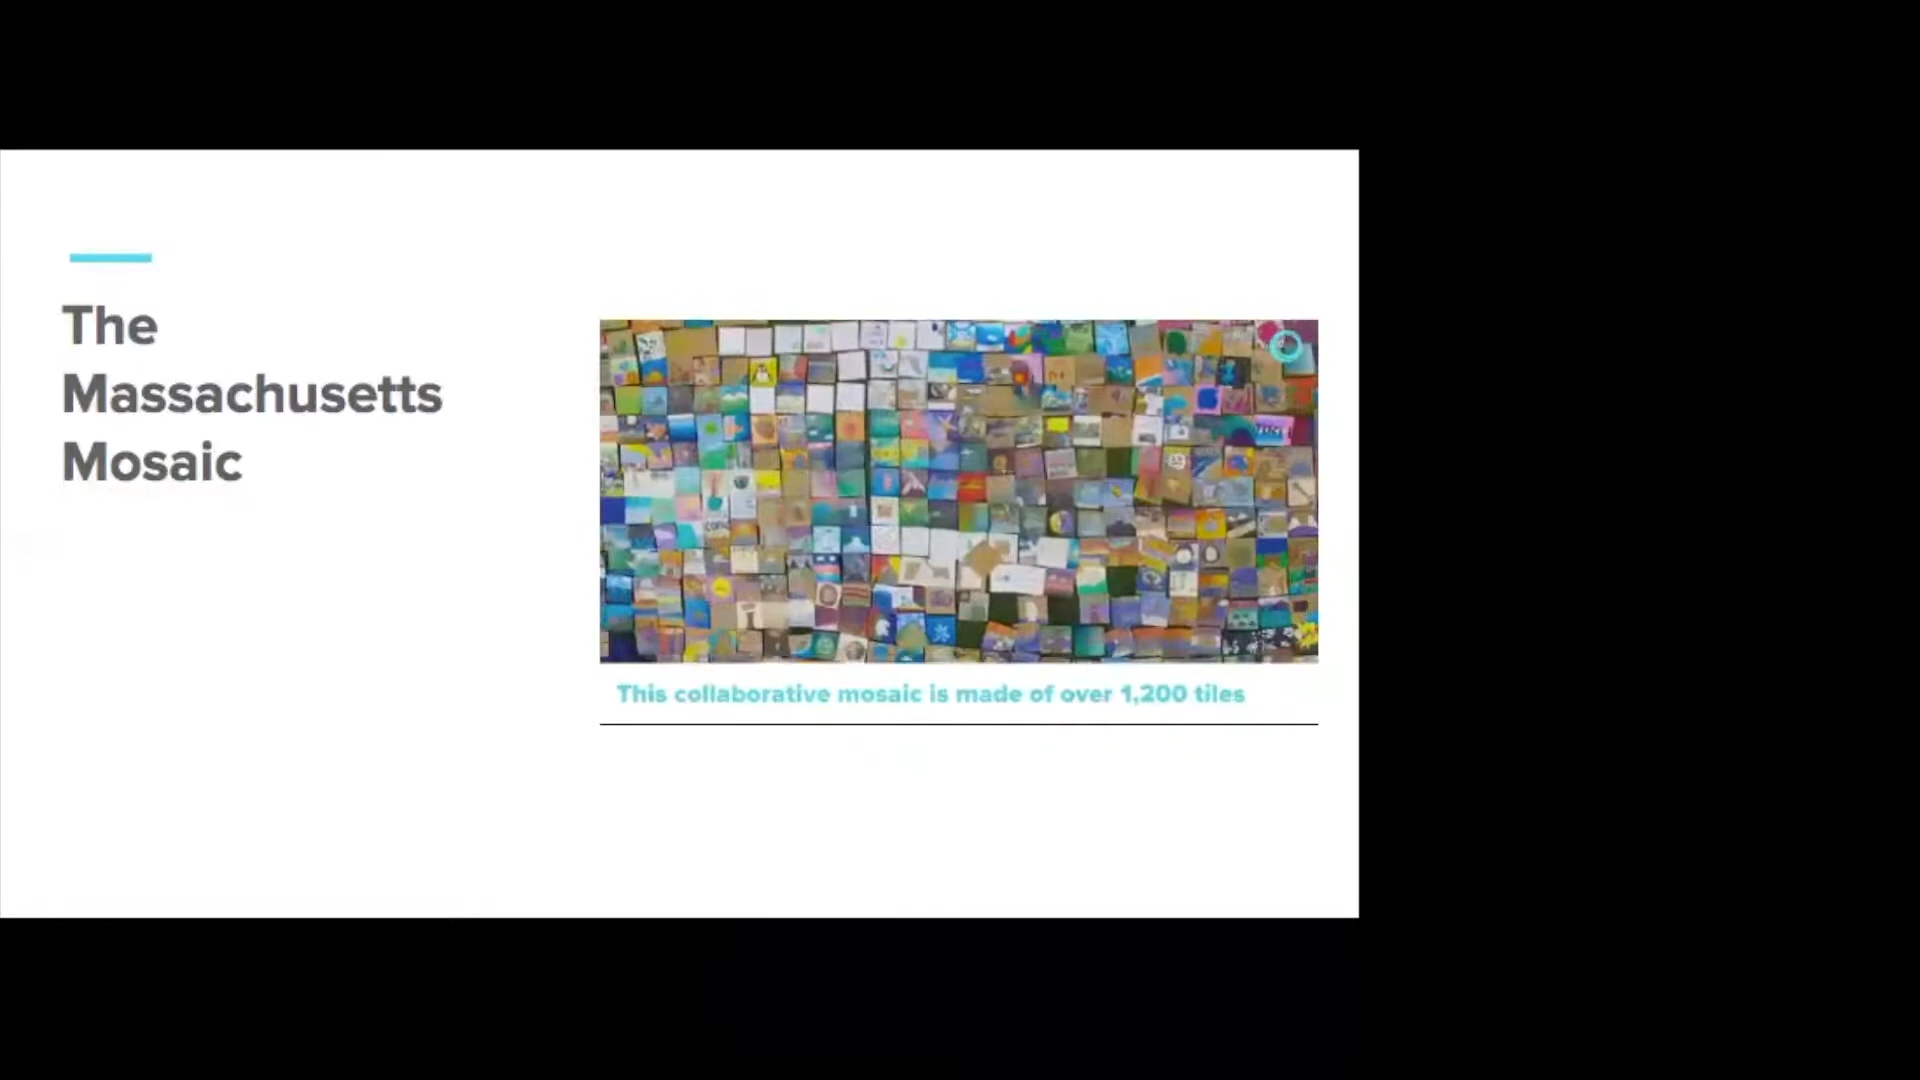 The
Massachusetts
Mosaic
This collaborative mosaic is made of over 1,200 tiles